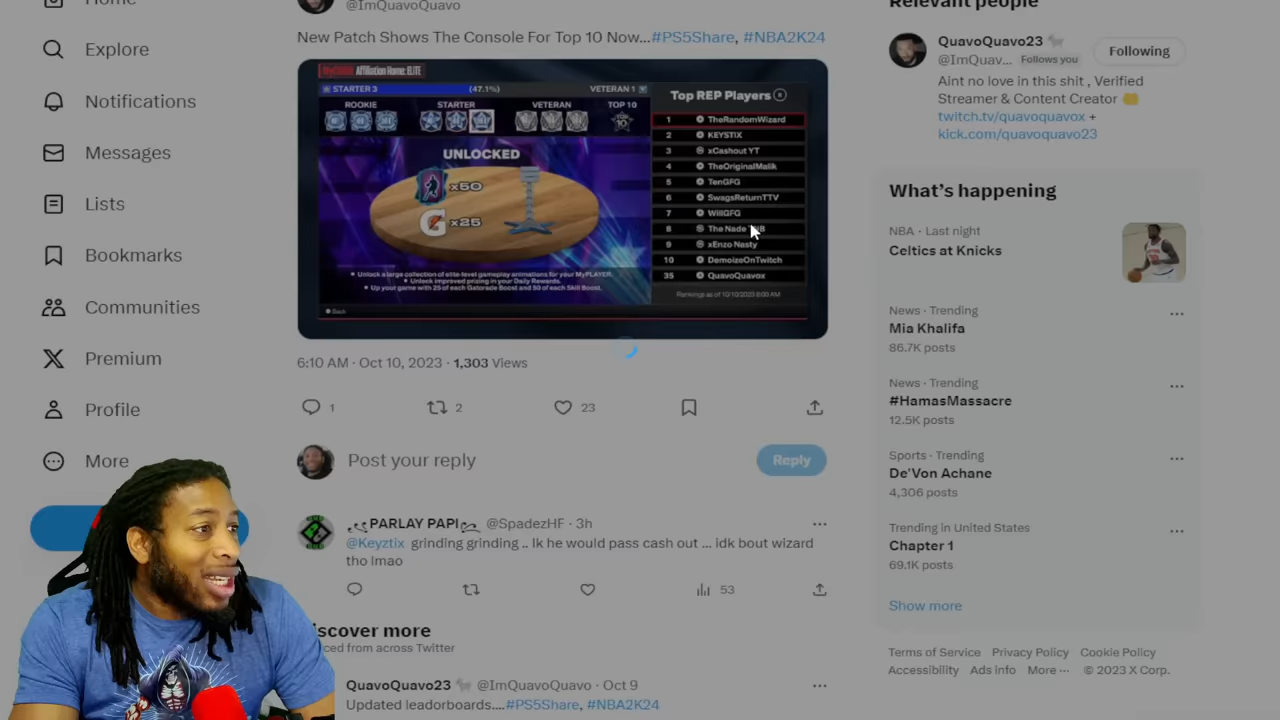 Home
Explore
Notifications
Messages
Lists
Bookmarks
Communities
Premium
Profile
More
@ImQuavoQuavo
New Patch Shows The Console For Top 10 Now...#PS5Share, #NBA2K24
Affiliation Home: ELITE
STARTER 3 (47.1%) VETERAN 1
ROOKIE STARTER VETERAN TOP 10
UNLOCKED
x50
G x25
Unlock a large collection of elite-level gameplay animations for your MyPLAYER.
Unlock improved prizing in your Daily Rewards.
Up your game with 25 of each Gatorade Boost and 50 of each Skill Boost.
Back
Top REP Players
1 TheRandomWizard
2 KEYSTIX
3 xCashout YT
4 TheOriginalMalik
5 TenGFG
6 SwagsReturnTTV
7 WillGFG
8 The Nade
9 xEnzo Nasty
10 DemoizeOnTwitch
35 QuavoQuavox
Rankings as of 10/10/2023 8:00 AM
6:10 AM · Oct 10, 2023 · 1,303 Views
1 2 23
Post your reply
Reply
PARLAY PAPI @SpadezHF · 3h
@Keyztix grinding grinding .. Ik he would pass cash out ... idk bout wizard
tho lmao
53
iscover more
ced from across Twitter
QuavoQuavo23 @ImQuavoQuavo · Oct 9
Updated leaderboards....#PS5Share, #NBA2K24
Relevant people
QuavoQuavo23
@ImQuav... Follows you
Following
Aint no love in this shit , Verified
Streamer & Content Creator
twitch.tv/quavoquavox +
kick.com/quavoquavo23
What's happening
NBA · Last night
Celtics at Knicks
News · Trending
Mia Khalifa
86.7K posts
News · Trending
#HamasMassacre
12.5K posts
Sports · Trending
De'Von Achane
4,306 posts
Trending in United States
Chapter 1
69.1K posts
Show more
Terms of Service Privacy Policy Cookie Policy
Accessibility Ads info More ··· © 2023 X Corp.